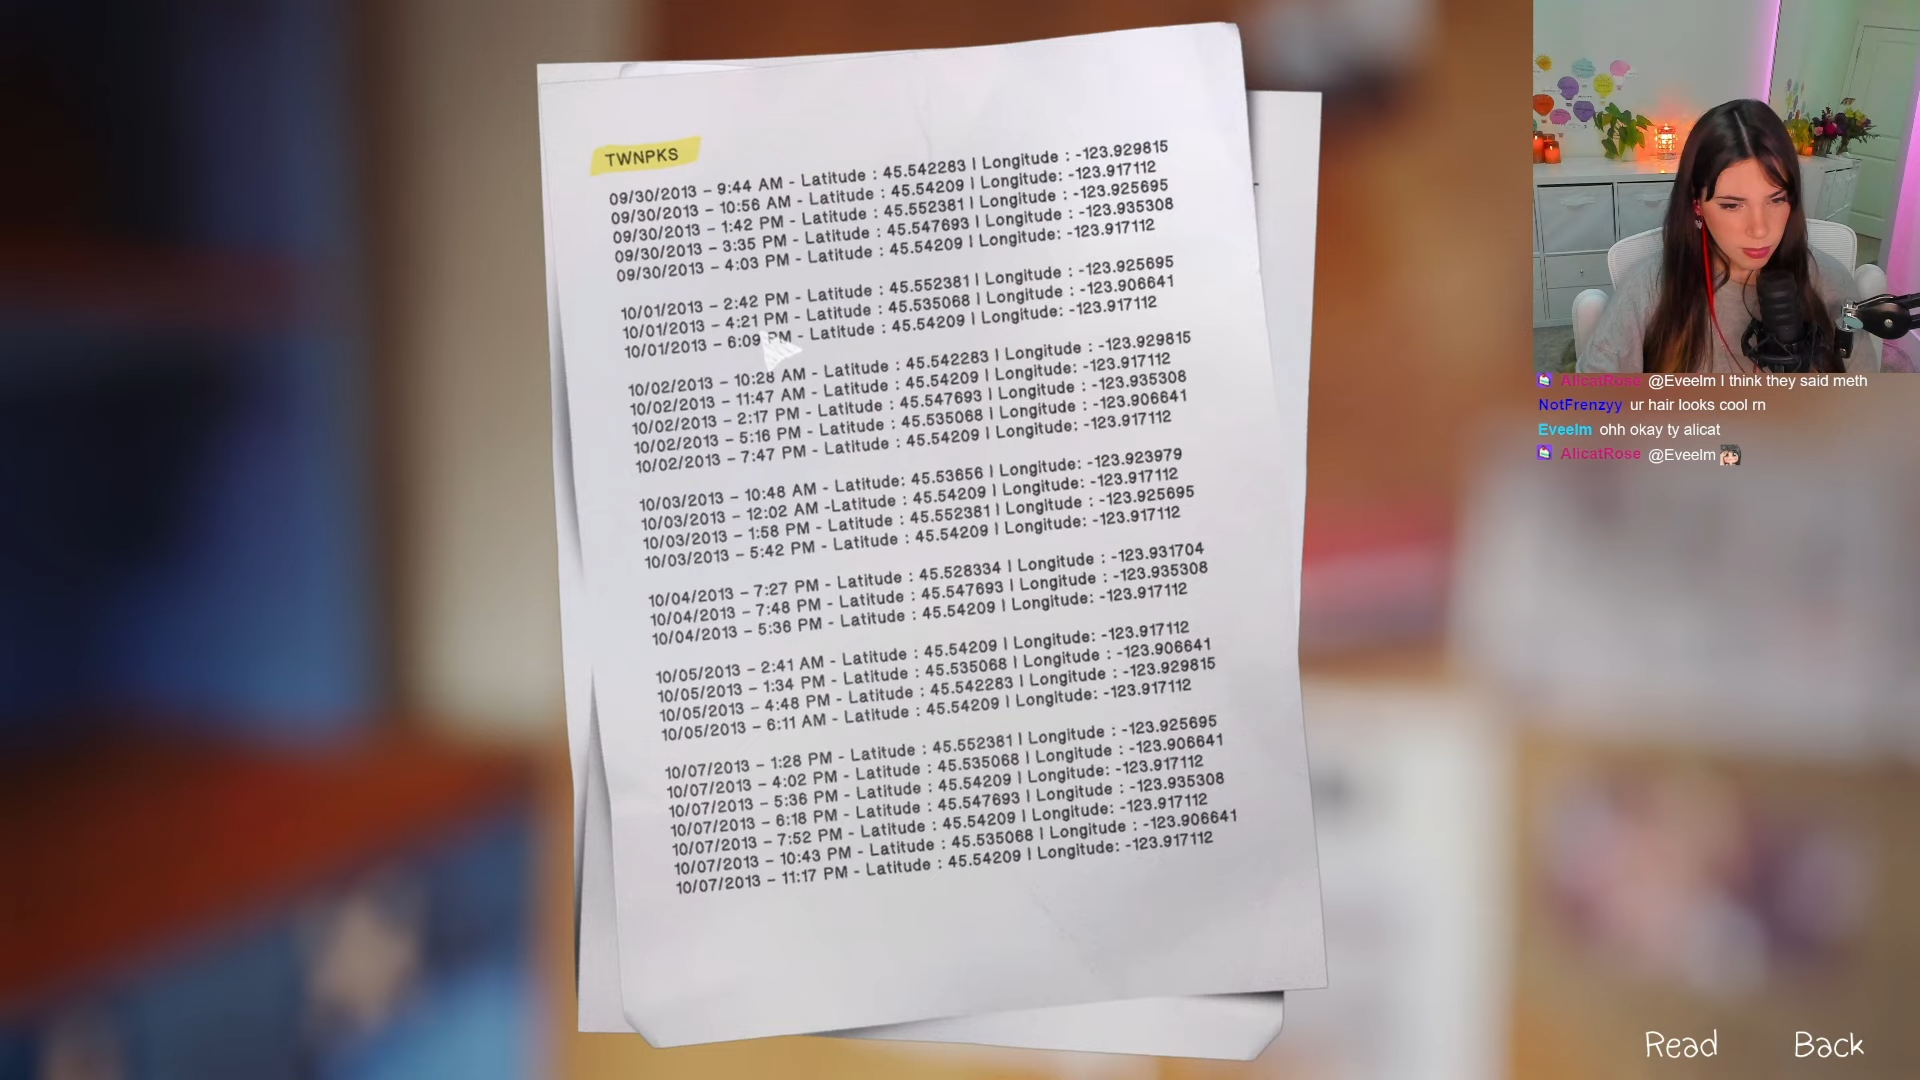 TWNPKS
09/30/2013 – 9:44 AM - Latitude : 45.542283 | Longitude : -123.929815
09/30/2013 – 10:56 AM - Latitude : 45.54209 | Longitude: -123.917112
09/30/2013 – 1:42 PM - Latitude : 45.552381 | Longitude : -123.925695
09/30/2013 – 3:35 PM - Latitude : 45.547693 | Longitude : -123.935308
09/30/2013 – 4:03 PM - Latitude : 45.54209 | Longitude: -123.917112
10/01/2013 – 2:42 PM - Latitude : 45.552381 | Longitude : -123.925695
10/01/2013 – 4:21 PM - Latitude : 45.535068 | Longitude : -123.906641
10/01/2013 – 6:09 PM - Latitude : 45.54209 | Longitude: -123.917112
10/02/2013 – 10:28 AM - Latitude : 45.542283 | Longitude : -123.929815
10/02/2013 – 11:47 AM - Latitude : 45.54209 | Longitude: -123.917112
10/02/2013 – 2:17 PM - Latitude : 45.547693 | Longitude : -123.935308
10/02/2013 – 5:16 PM - Latitude : 45.535068 | Longitude : -123.906641
10/02/2013 – 7:47 PM - Latitude : 45.54209 | Longitude: -123.917112
10/03/2013 – 10:48 AM - Latitude: 45.53656 | Longitude: -123.923979
10/03/2013 – 12:02 AM -Latitude : 45.54209 | Longitude: -123.917112
10/03/2013 – 1:58 PM - Latitude : 45.552381 | Longitude : -123.925695
10/03/2013 – 5:42 PM - Latitude : 45.54209 | Longitude: -123.917112
10/04/2013 – 7:27 PM - Latitude : 45.528334 | Longitude : -123.931704
10/04/2013 – 7:48 PM - Latitude : 45.547693 | Longitude : -123.935308
10/04/2013 – 5:36 PM - Latitude : 45.54209 | Longitude: -123.917112
10/05/2013 – 2:41 AM - Latitude : 45.54209 | Longitude: -123.917112
10/05/2013 – 1:34 PM - Latitude : 45.535068 | Longitude : -123.906641
10/05/2013 – 4:48 PM - Latitude : 45.542283 | Longitude : -123.929815
10/05/2013 – 6:11 AM - Latitude : 45.54209 | Longitude: -123.917112
10/07/2013 – 1:28 PM - Latitude : 45.552381 | Longitude : -123.925695
10/07/2013 – 4:02 PM - Latitude : 45.535068 | Longitude : -123.906641
10/07/2013 – 5:36 PM - Latitude : 45.54209 | Longitude: -123.917112
10/07/2013 – 6:18 PM - Latitude : 45.547693 | Longitude : -123.935308
10/07/2013 – 7:52 PM - Latitude : 45.54209 | Longitude: -123.917112
10/07/2013 – 10:43 PM - Latitude : 45.535068 | Longitude : -123.906641
10/07/2013 – 11:17 PM - Latitude : 45.54209 | Longitude: -123.917112
AlicatRose @Eveelm I think they said meth
NotFrenzyy ur hair looks cool rn
Eveelm ohh okay ty alicat
AlicatRose @Eveelm
Read Back